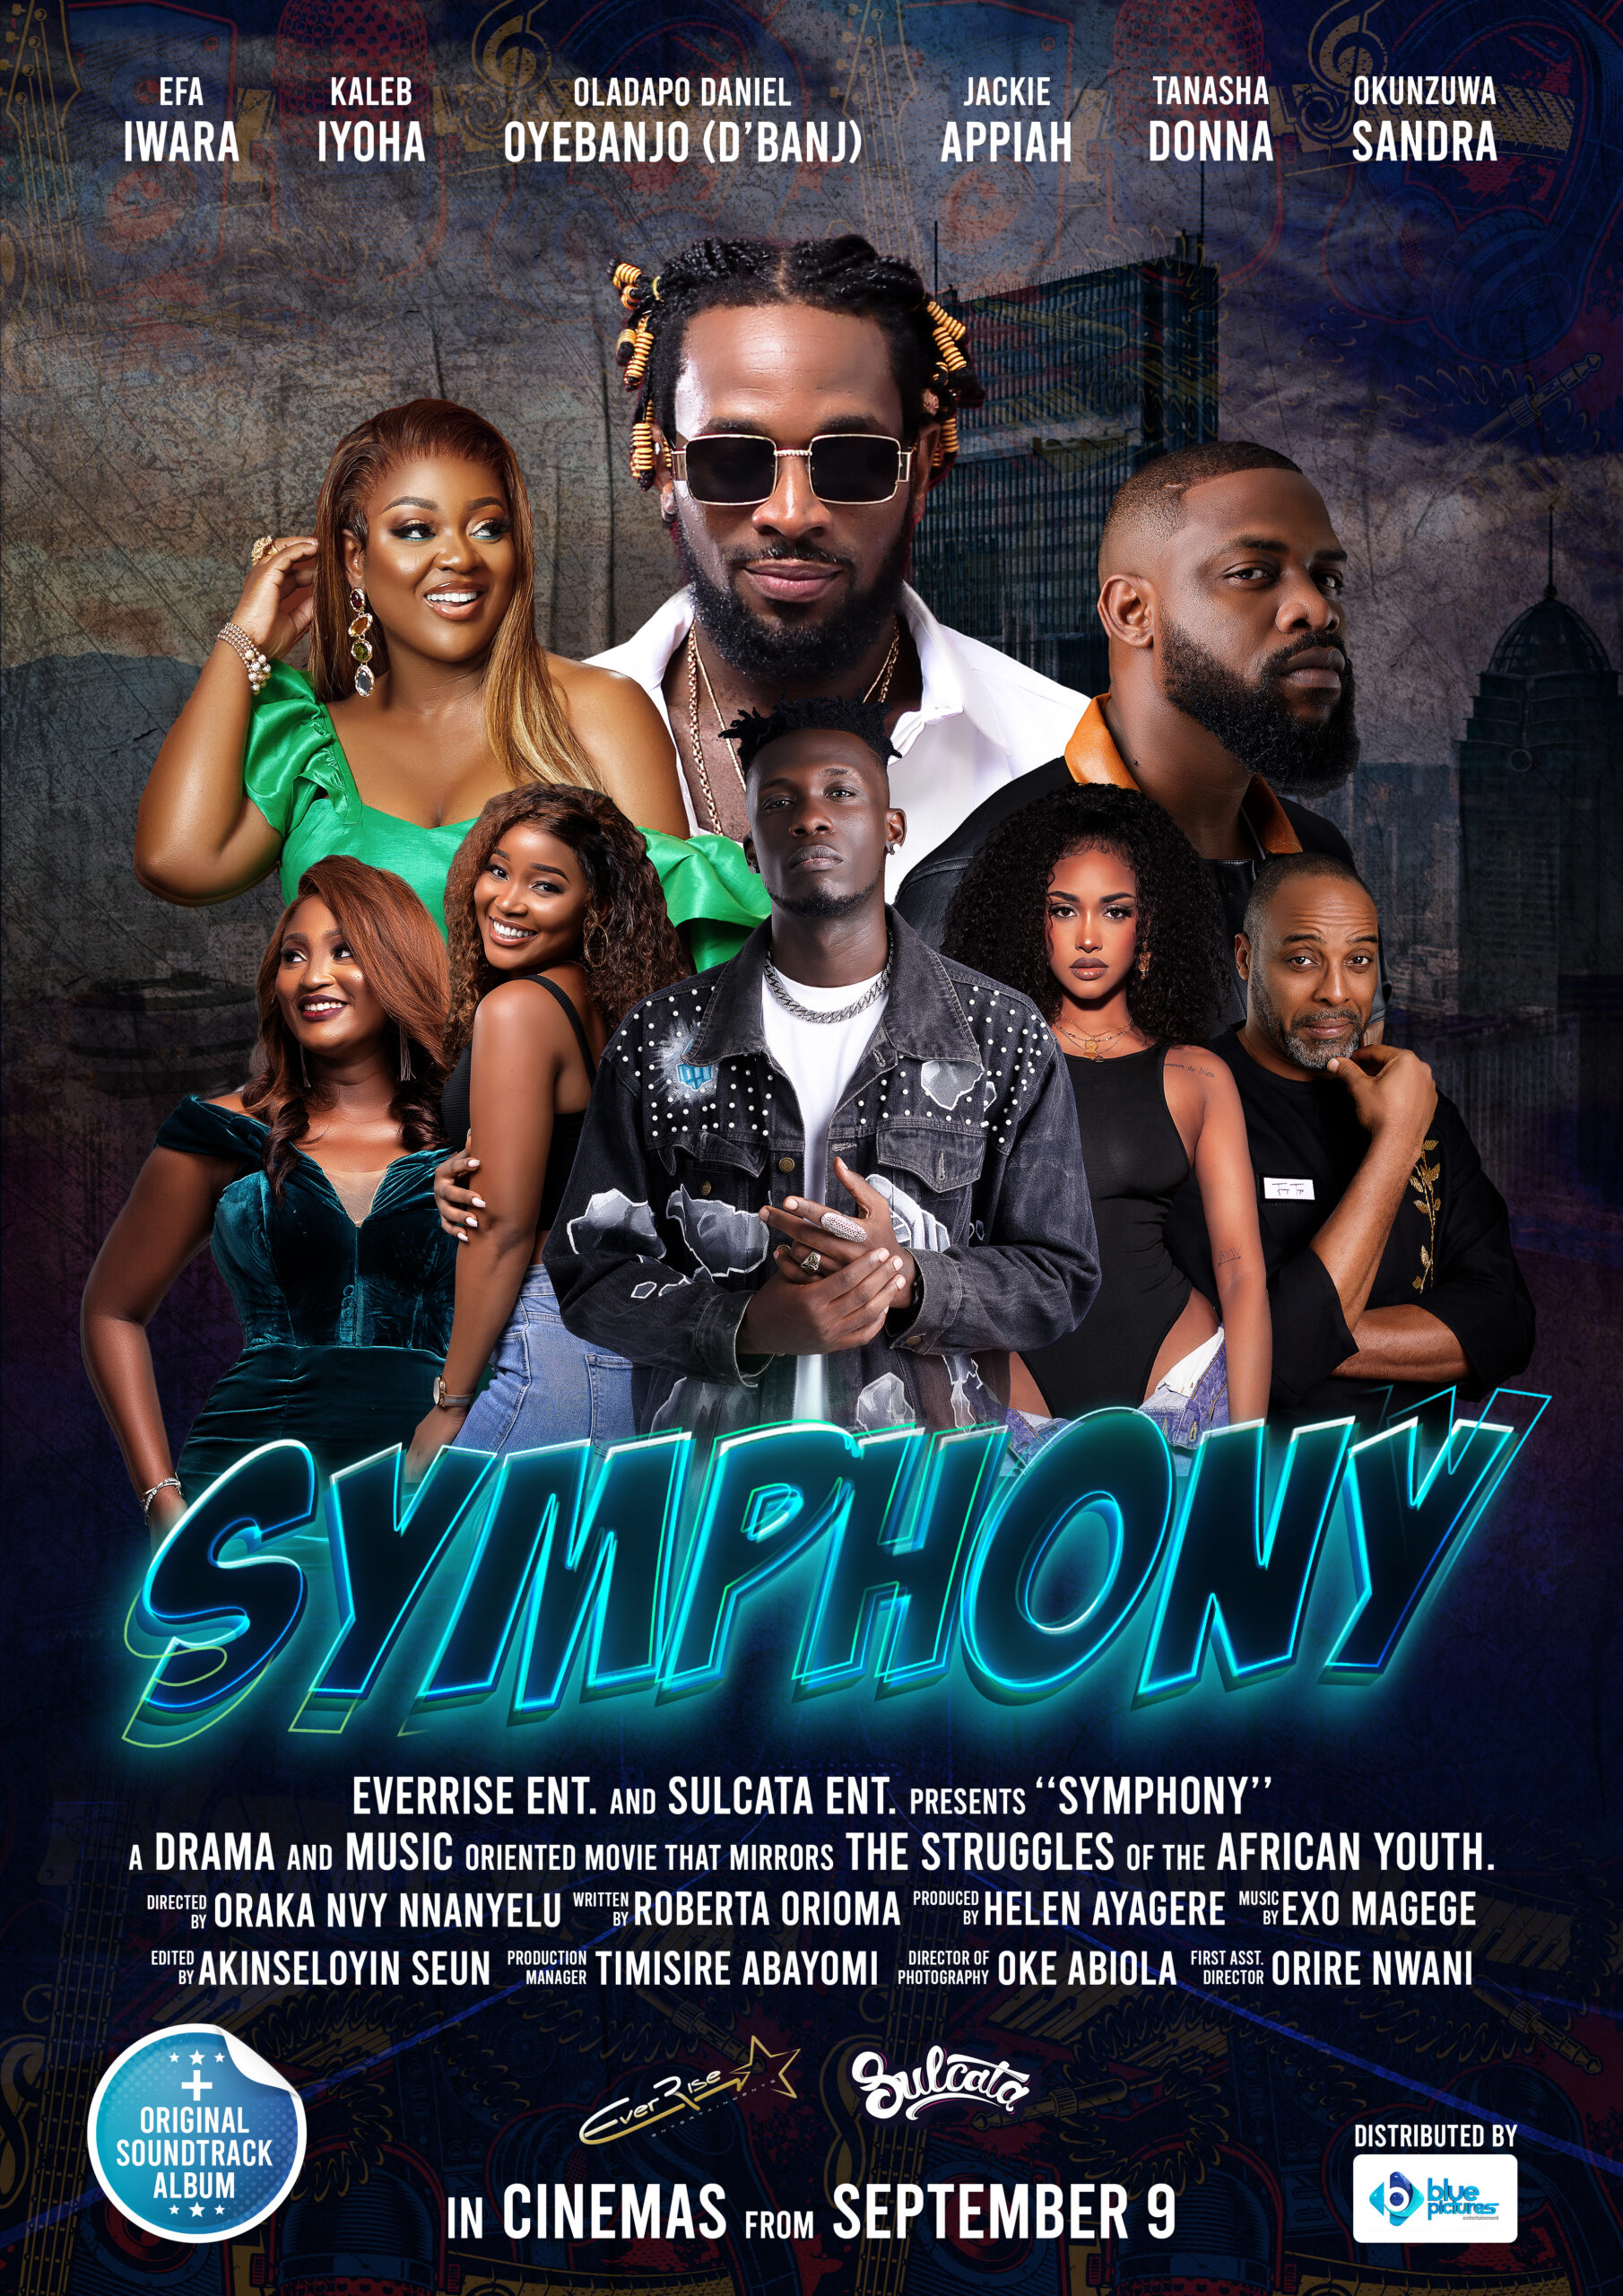 EFA
IWARA
KALEB
IYOHA
OLADAPO DANIEL
OYEBANJO (D'BANJ)
JACKIE
APPIAH
TANASHA
DONNA
OKUNZUWA
SANDRA
SYMPHONY
EVERRISE ENT. AND SULCATA ENT. PRESENTS ‘‘SYMPHONY’’
A DRAMA AND MUSIC ORIENTED MOVIE THAT MIRRORS THE STRUGGLES OF THE AFRICAN YOUTH.
DIRECTED BY ORAKA NVY NNANYELU WRITTEN BY ROBERTA ORIOMA PRODUCED BY HELEN AYAGERE MUSIC BY EXO MAGEGE
EDITED BY AKINSELOYIN SEUN PRODUCTION MANAGER TIMISIRE ABAYOMI DIRECTOR OF PHOTOGRAPHY OKE ABIOLA FIRST ASST. DIRECTOR ORIRE NWANI
+
ORIGINAL
SOUNDTRACK
ALBUM
EverRise
ENTERTAINMENTS
Sulcata
IN CINEMAS FROM SEPTEMBER 9
DISTRIBUTED BY
blue
pictures
entertainment